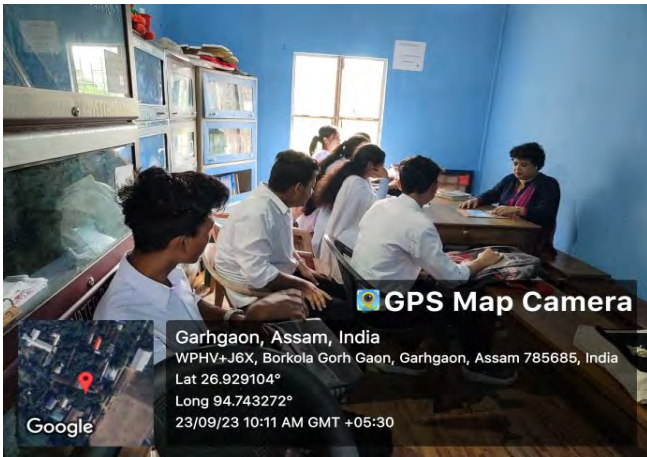 GPS Map Camera
Garhgaon, Assam, India
WPHV+J6X, Borkola Gorh Gaon, Garhgaon, Assam 785685, India
Lat 26.929104°
Long 94.743272°
23/09/23 10:11 AM GMT +05:30
Google